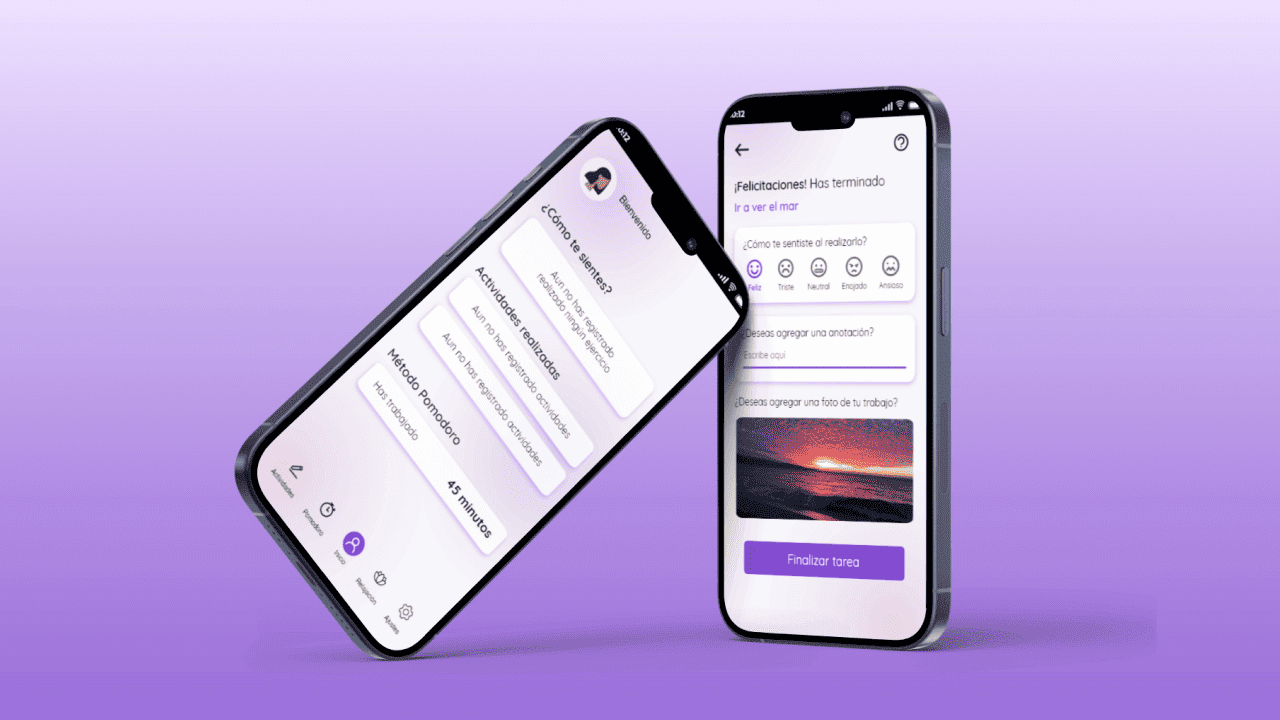 :12
Bienvenido
¿Cómo te sientes?
Aun no has registrado
realizado ningun ejercicio
Actividades realizadas
Aun no has registrado actividades
Aun no has registrado actividades
Método Pomodoro
Has trabajado
45 minutos
Actividades
Pomodoro
Inicio
Relajación
Ajustes
:12
¡Felicitaciones! Has terminado
Ir a ver el mar
¿Cómo te sentiste al realizarlo?
Feliz Triste Neutral Enojado Ansioso
¿Deseas agregar una anotación?
Escribe aquí
¿Deseas agregar una foto de tu trabajo?
Finalizar tarea